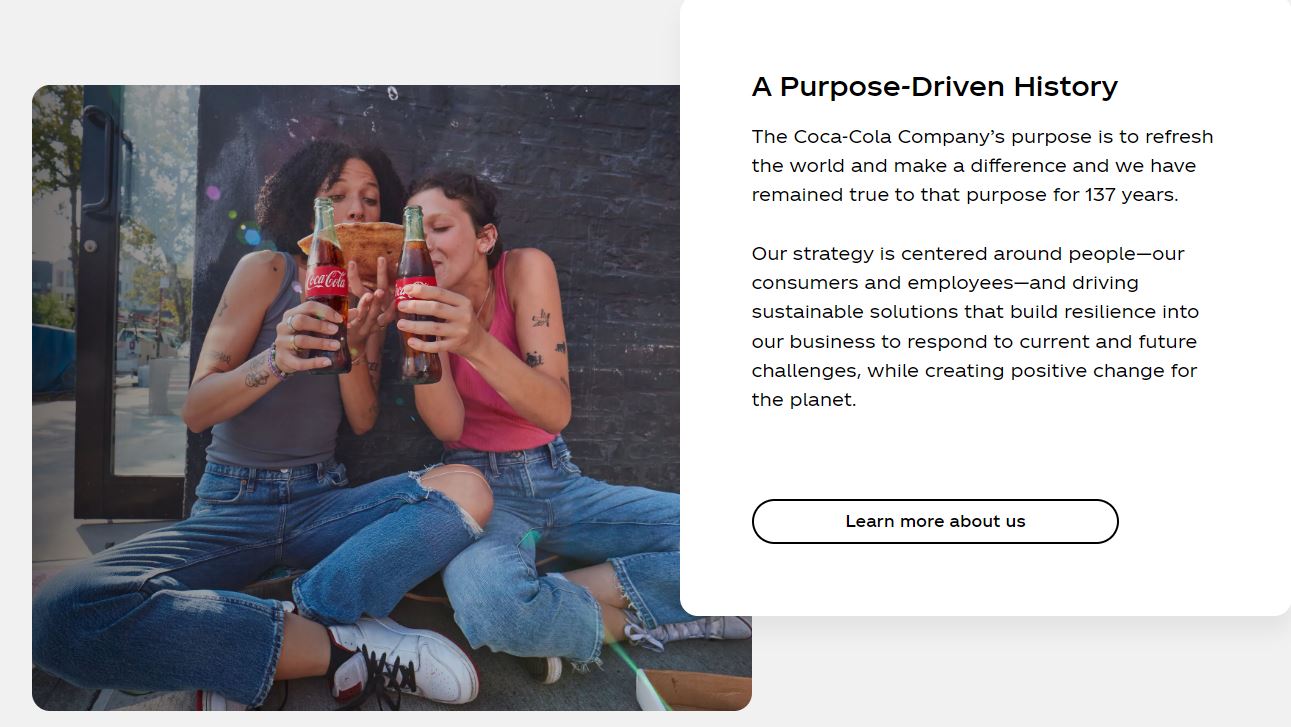 A Purpose-Driven History
The Coca-Cola Company’s purpose is to refresh
the world and make a difference and we have
remained true to that purpose for 137 years.
Our strategy is centered around people—our
consumers and employees—and driving
sustainable solutions that build resilience into
our business to respond to current and future
challenges, while creating positive change for
the planet.
Learn more about us
Coca-Cola
Coca-Cola